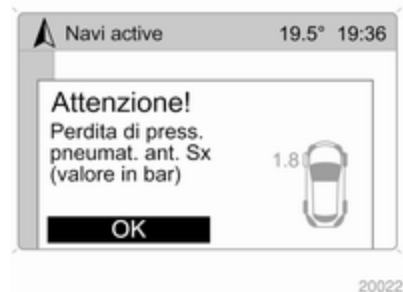 Navi active 19.5° 19:36
Attenzione!
Perdita di press.
pneumat. ant. Sx
(valore in bar)
1.8
OK
20022